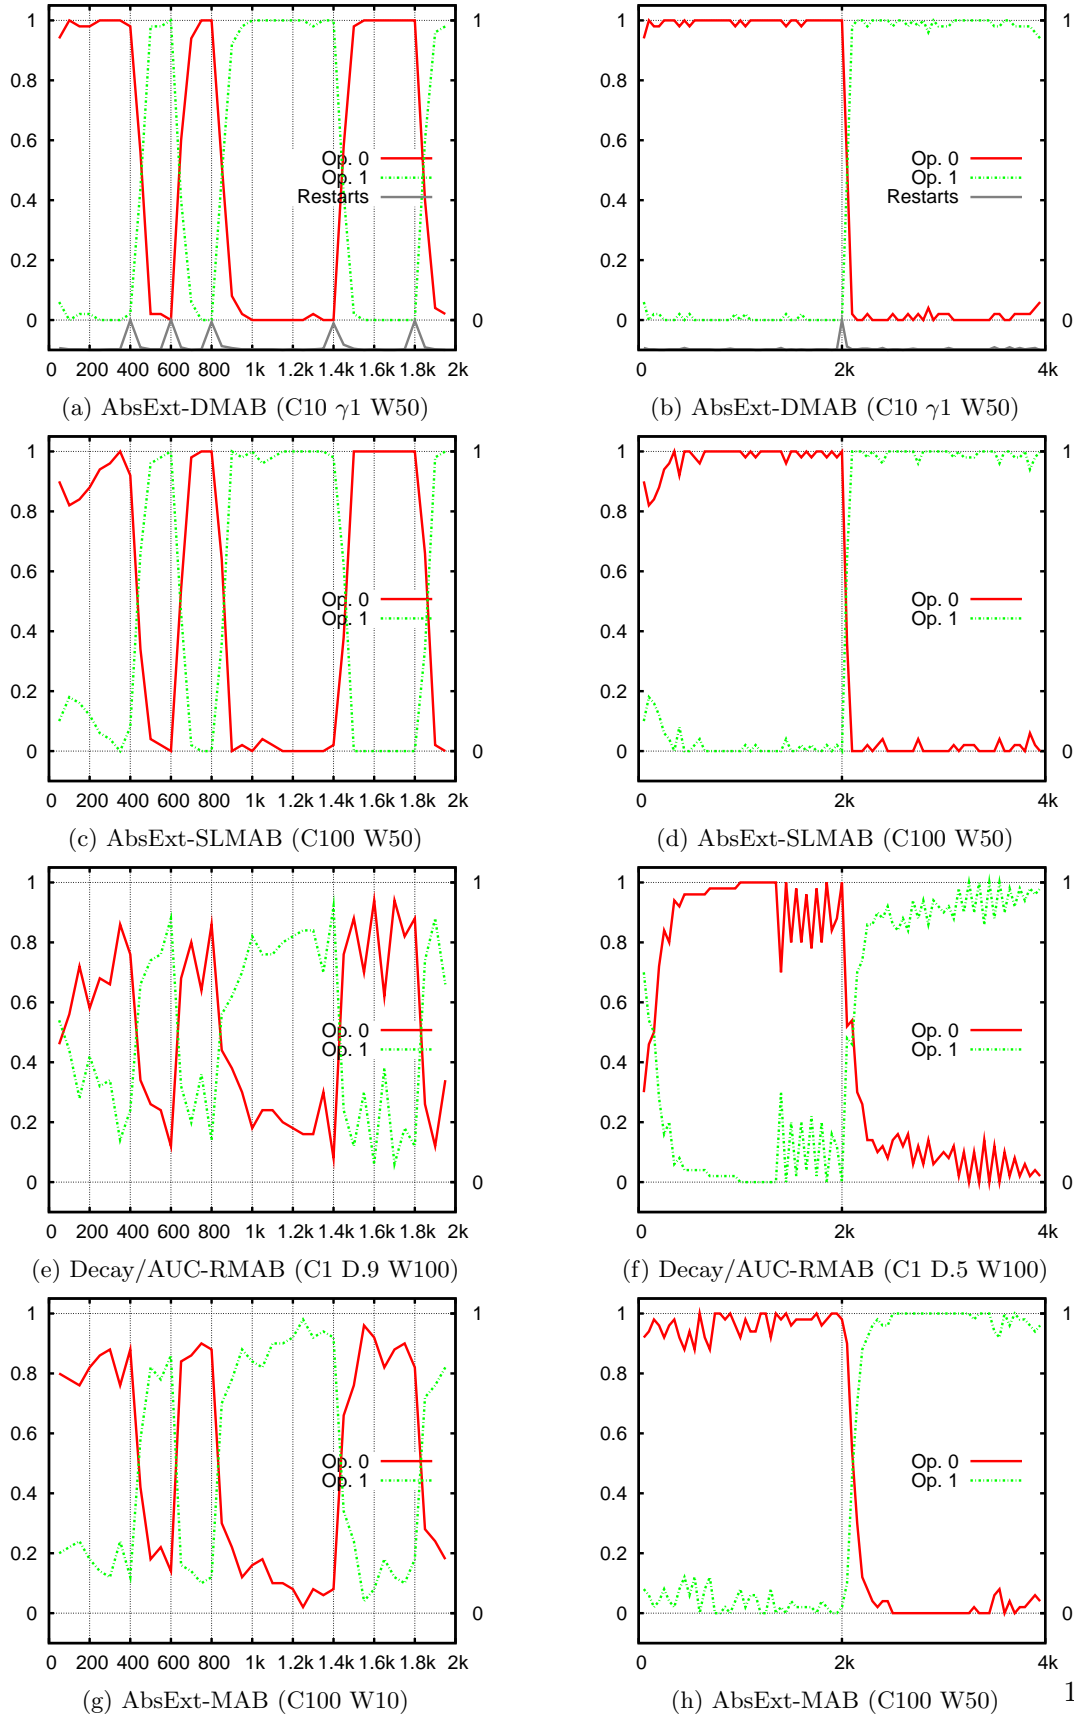 1 1
0.8
0.6
0.4
0.2
0 0
Op. 0
Op. 1
Restarts
0 200 400 600 800 1k 1.2k 1.4k 1.6k 1.8k 2k
(a) AbsExt-DMAB (C10 γ1 W50)
1 1
0.8
0.6
0.4
0.2
0 0
Op. 0
Op. 1
Restarts
0 2k 4k
(b) AbsExt-DMAB (C10 γ1 W50)
1 1
0.8
0.6
0.4
0.2
0 0
Op. 0
Op. 1
0 200 400 600 800 1k 1.2k 1.4k 1.6k 1.8k 2k
(c) AbsExt-SLMAB (C100 W50)
1 1
0.8
0.6
0.4
0.2
0 0
Op. 0
Op. 1
0 2k 4k
(d) AbsExt-SLMAB (C100 W50)
1 1
0.8
0.6
0.4
0.2
0 0
Op. 0
Op. 1
0 200 400 600 800 1k 1.2k 1.4k 1.6k 1.8k 2k
(e) Decay/AUC-RMAB (C1 D.9 W100)
1 1
0.8
0.6
0.4
0.2
0 0
Op. 0
Op. 1
0 2k 4k
(f) Decay/AUC-RMAB (C1 D.5 W100)
1 1
0.8
0.6
0.4
0.2
0 0
Op. 0
Op. 1
0 200 400 600 800 1k 1.2k 1.4k 1.6k 1.8k 2k
(g) AbsExt-MAB (C100 W10)
1 1
0.8
0.6
0.4
0.2
0 0
Op. 0
Op. 1
0 2k 4k
(h) AbsExt-MAB (C100 W50)
1